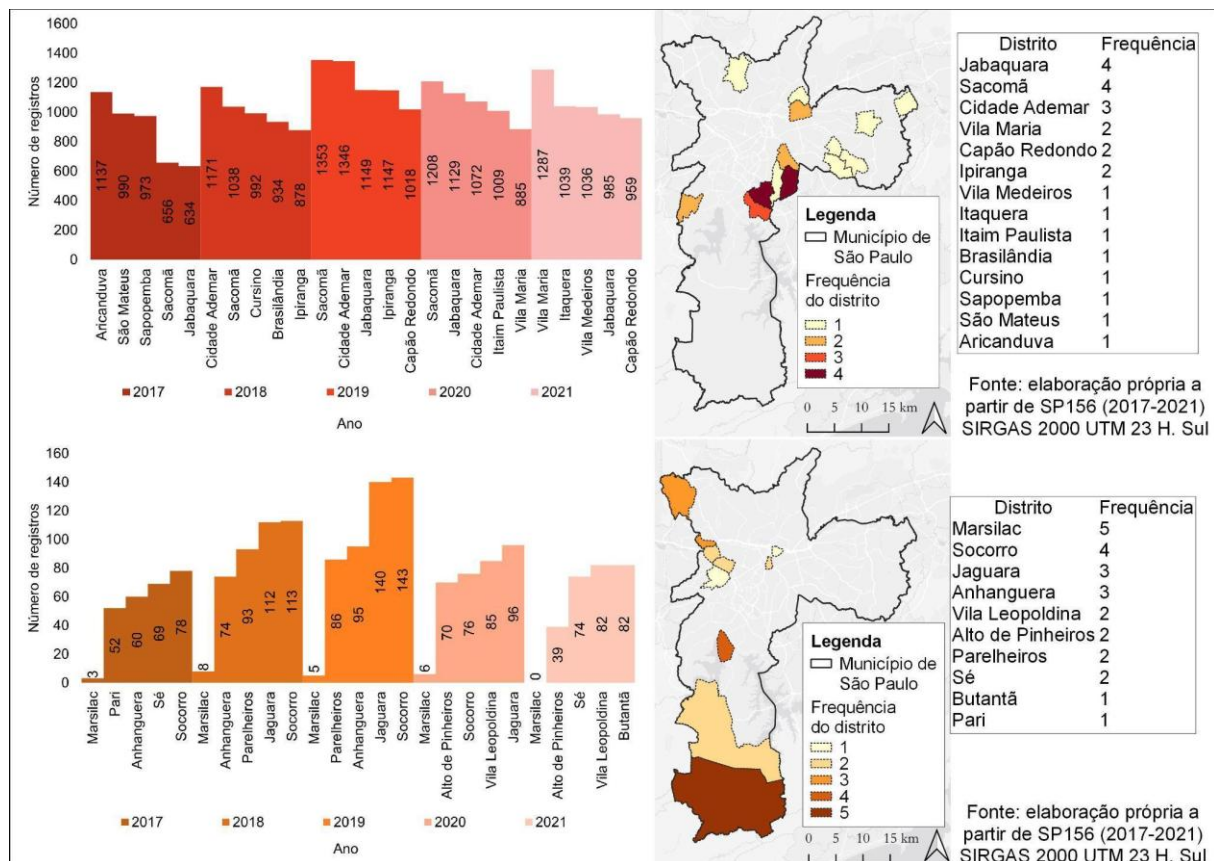 1600
1400
1200
1000
800
600
400
200
0
Número de registros
1137
990
973
656
634
1171
1038
992
934
878
1353
1346
1149
1147
1018
1208
1129
1072
1009
885
1287
1039
1036
985
959
Aricanduva
São Mateus
Sapopemba
Sacomã
Jabaquara
Cidade Ademar
Sacomã
Cursino
Brasilândia
Ipiranga
Sacomã
Cidade Ademar
Jabaquara
Ipiranga
Capão Redondo
Sacomã
Jabaquara
Cidade Ademar
Itaim Paulista
Vila Maria
Vila Maria
Itaquera
Vila Medeiros
Jabaquara
Capão Redondo
2017 2018 2019 2020 2021
Ano
Legenda
Município de
São Paulo
Frequência
do distrito
1
2
3
4
0 5 10 15 km
Distrito Frequência
Jabaquara 4
Sacomã 4
Cidade Ademar 3
Vila Maria 2
Capão Redondo 2
Ipiranga 2
Vila Medeiros 1
Itaquera 1
Itaim Paulista 1
Brasilândia 1
Cursino 1
Sapopemba 1
São Mateus 1
Aricanduva 1
Fonte: elaboração própria a
partir de SP156 (2017-2021)
SIRGAS 2000 UTM 23 H. Sul
160
140
120
100
80
60
40
20
0
Número de registros
3
52
60
69
78
8
74
93
112
113
5
86
95
140
143
6
70
76
85
96
0
39
74
82
82
Marsilac
Pari
Anhanguera
Sé
Socorro
Marsilac
Anhanguera
Parelheiros
Jaguara
Socorro
Marsilac
Parelheiros
Anhanguera
Jaguara
Socorro
Marsilac
Alto de Pinheiros
Socorro
Vila Leopoldina
Jaguara
Marsilac
Alto de Pinheiros
Sé
Vila Leopoldina
Butantã
2017 2018 2019 2020 2021
Ano
Legenda
Município de
São Paulo
Frequência
do distrito
1
2
3
4
5
0 5 10 15 km
Distrito Frequência
Marsilac 5
Socorro 4
Jaguara 3
Anhanguera 3
Vila Leopoldina 2
Alto de Pinheiros 2
Parelheiros 2
Sé 2
Butantã 1
Pari 1
Fonte: elaboração própria a
partir de SP156 (2017-2021)
SIRGAS 2000 UTM 23 H. Sul